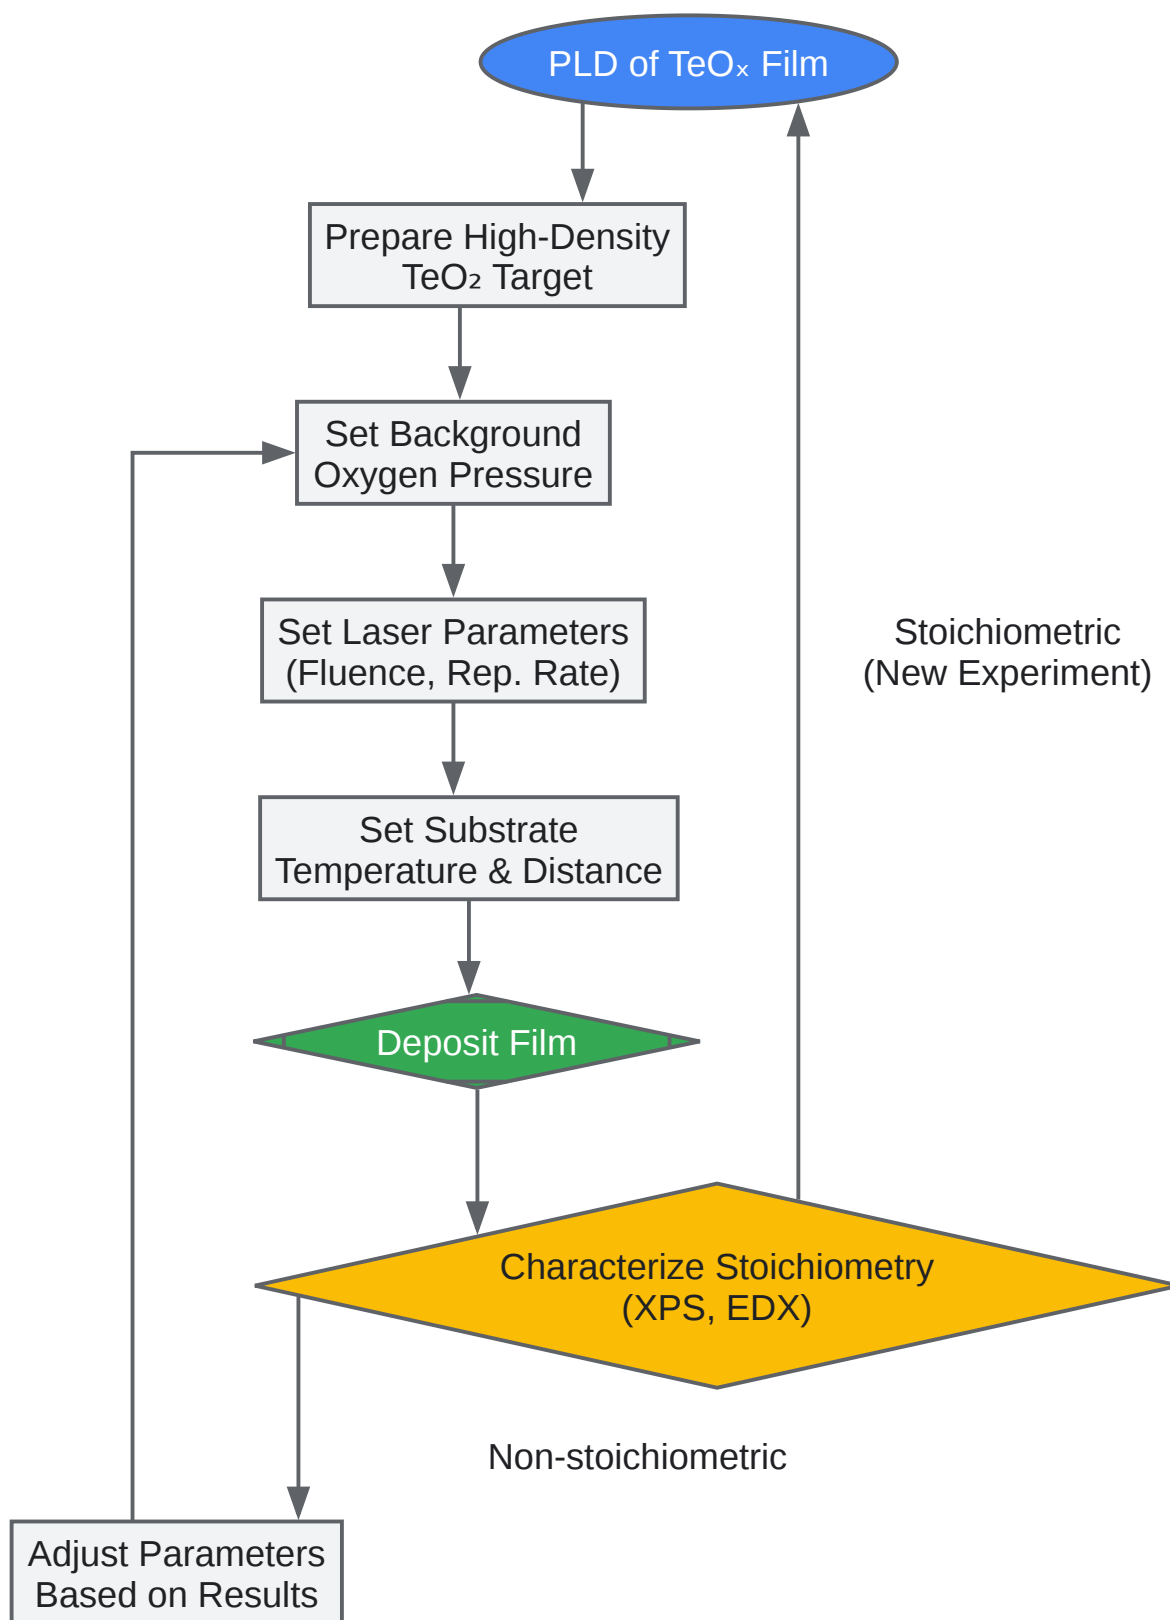 PLD of TeOₓ Film
Prepare High-Density
TeO₂ Target
Set Background
Oxygen Pressure
Set Laser Parameters
(Fluence, Rep. Rate)
Stoichiometric
(New Experiment)
Set Substrate
Temperature & Distance
Deposit Film
Characterize Stoichiometry
(XPS, EDX)
Non-stoichiometric
Adjust Parameters
Based on Results